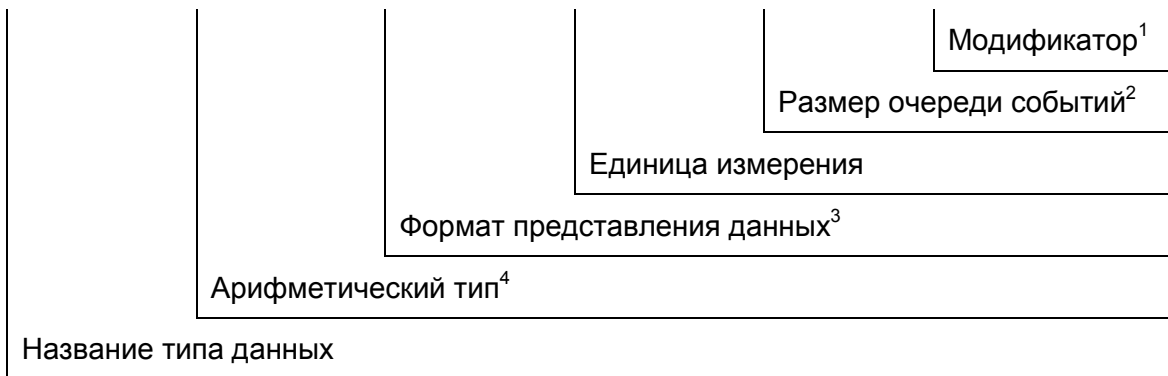 Модификатор¹
Размер очереди событий²
Единица измерения
Формат представления данных³
Арифметический тип⁴
Название типа данных